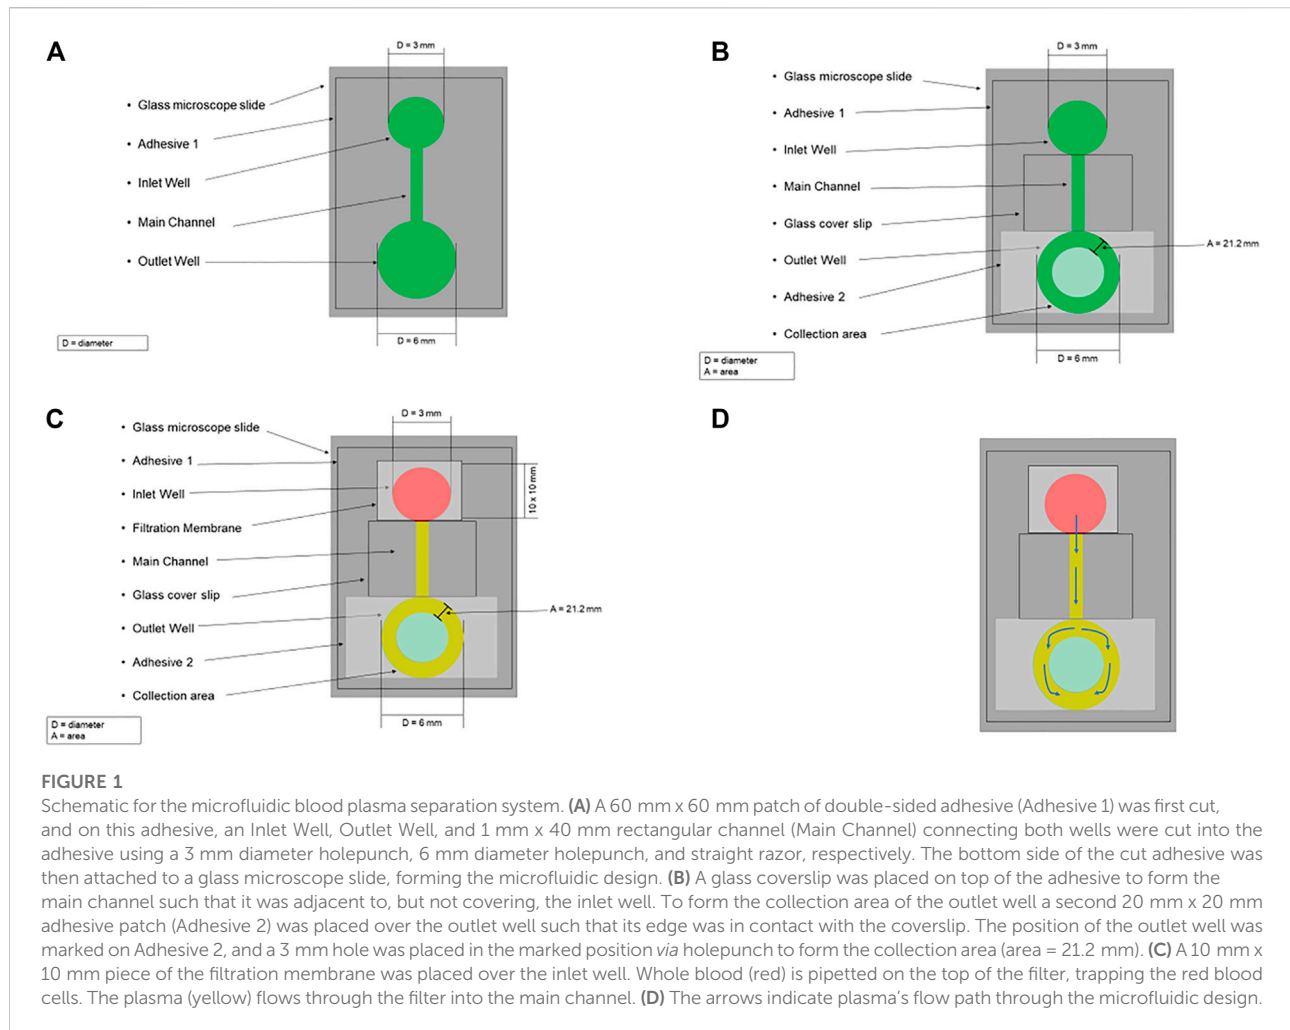 A
D = 3 mm
• Glass microscope slide
• Adhesive 1
• Inlet Well
• Main Channel
• Outlet Well
D = diameter
D = 6 mm
B
D = 3 mm
• Glass microscope slide
• Adhesive 1
• Inlet Well
• Main Channel
• Glass cover slip
• Outlet Well
• Adhesive 2
• Collection area
A = 21.2 mm
D = 6 mm
D = diameter
A = area
C
D = 3 mm
• Glass microscope slide
• Adhesive 1
• Inlet Well
• Filtration Membrane
• Main Channel
• Glass cover slip
• Outlet Well
• Adhesive 2
• Collection area
10 x 10 mm
A = 21.2 mm
D = 6 mm
D = diameter
A = area
D
FIGURE 1
Schematic for the microfluidic blood plasma separation system. (A) A 60 mm x 60 mm patch of double-sided adhesive (Adhesive 1) was first cut,
and on this adhesive, an Inlet Well, Outlet Well, and 1 mm x 40 mm rectangular channel (Main Channel) connecting both wells were cut into the
adhesive using a 3 mm diameter holepunch, 6 mm diameter holepunch, and straight razor, respectively. The bottom side of the cut adhesive was
then attached to a glass microscope slide, forming the microfluidic design. (B) A glass coverslip was placed on top of the adhesive to form the
main channel such that it was adjacent to, but not covering, the inlet well. To form the collection area of the outlet well a second 20 mm x 20 mm
adhesive patch (Adhesive 2) was placed over the outlet well such that its edge was in contact with the coverslip. The position of the outlet well was
marked on Adhesive 2, and a 3 mm hole was placed in the marked position via holepunch to form the collection area (area = 21.2 mm). (C) A 10 mm x
10 mm piece of the filtration membrane was placed over the inlet well. Whole blood (red) is pipetted on the top of the filter, trapping the red blood
cells. The plasma (yellow) flows through the filter into the main channel. (D) The arrows indicate plasma's flow path through the microfluidic design.